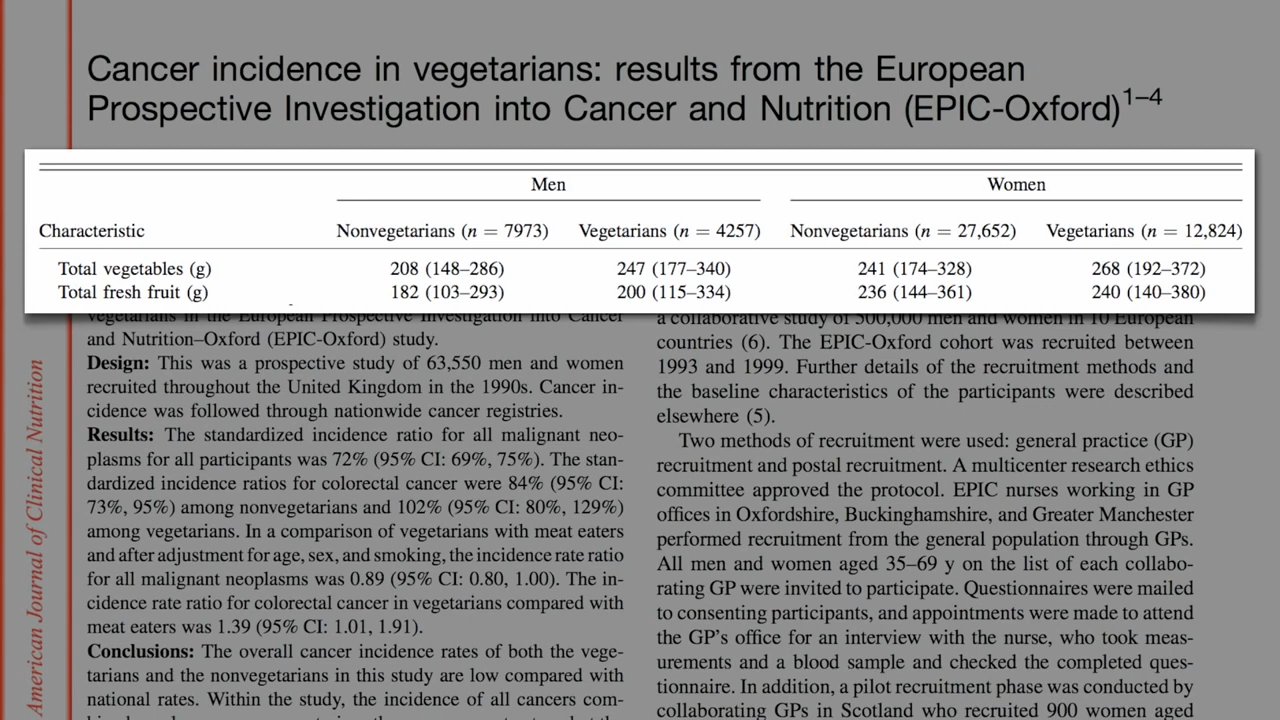 Cancer incidence in vegetarians: results from the European
Prospective Investigation into Cancer and Nutrition (EPIC-Oxford)1–4
Men Women
Characteristic Nonvegetarians (n = 7973) Vegetarians (n = 4257) Nonvegetarians (n = 27,652) Vegetarians (n = 12,824)
Total vegetables (g) 208 (148–286) 247 (177–340) 241 (174–328) 268 (192–372)
Total fresh fruit (g) 182 (103–293) 200 (115–334) 236 (144–361) 240 (140–380)
vegetarians in the European Prospective Investigation into Cancer
and Nutrition–Oxford (EPIC-Oxford) study.
Design: This was a prospective study of 63,550 men and women
recruited throughout the United Kingdom in the 1990s. Cancer in-
cidence was followed through nationwide cancer registries.
Results: The standardized incidence ratio for all malignant neo-
plasms for all participants was 72% (95% CI: 69%, 75%). The stan-
dardized incidence ratios for colorectal cancer were 84% (95% CI:
73%, 95%) among nonvegetarians and 102% (95% CI: 80%, 129%)
among vegetarians. In a comparison of vegetarians with meat eaters
and after adjustment for age, sex, and smoking, the incidence rate ratio
for all malignant neoplasms was 0.89 (95% CI: 0.80, 1.00). The in-
cidence rate ratio for colorectal cancer in vegetarians compared with
meat eaters was 1.39 (95% CI: 1.01, 1.91).
Conclusions: The overall cancer incidence rates of both the vege-
tarians and the nonvegetarians in this study are low compared with
national rates. Within the study, the incidence of all cancers com-
a collaborative study of 500,000 men and women in 10 European
countries (6). The EPIC-Oxford cohort was recruited between
1993 and 1999. Further details of the recruitment methods and
the baseline characteristics of the participants were described
elsewhere (5).
Two methods of recruitment were used: general practice (GP)
recruitment and postal recruitment. A multicenter research ethics
committee approved the protocol. EPIC nurses working in GP
offices in Oxfordshire, Buckinghamshire, and Greater Manchester
performed recruitment from the general population through GPs.
All men and women aged 35–69 y on the list of each collabo-
rating GP were invited to participate. Questionnaires were mailed
to consenting participants, and appointments were made to attend
the GP's office for an interview with the nurse, who took meas-
urements and a blood sample and checked the completed ques-
tionnaire. In addition, a pilot recruitment phase was conducted by
collaborating GPs in Scotland who recruited 900 women aged
American Journal of Clinical Nutrition